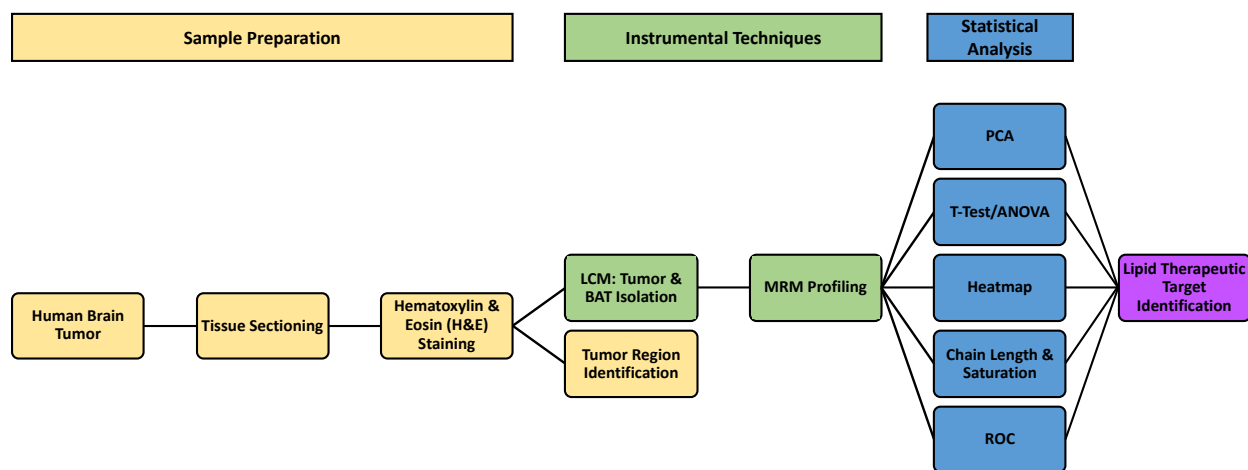 Sample Preparation
Instrumental Techniques
Statistical
Analysis
Human Brain
Tumor
Tissue Sectioning
Hematoxylin &
Eosin (H&E)
Staining
LCM: Tumor &
BAT Isolation
Tumor Region
Identification
MRM Profiling
PCA
T-Test/ANOVA
Heatmap
Chain Length &
Saturation
ROC
Lipid Therapeutic
Target
Identification